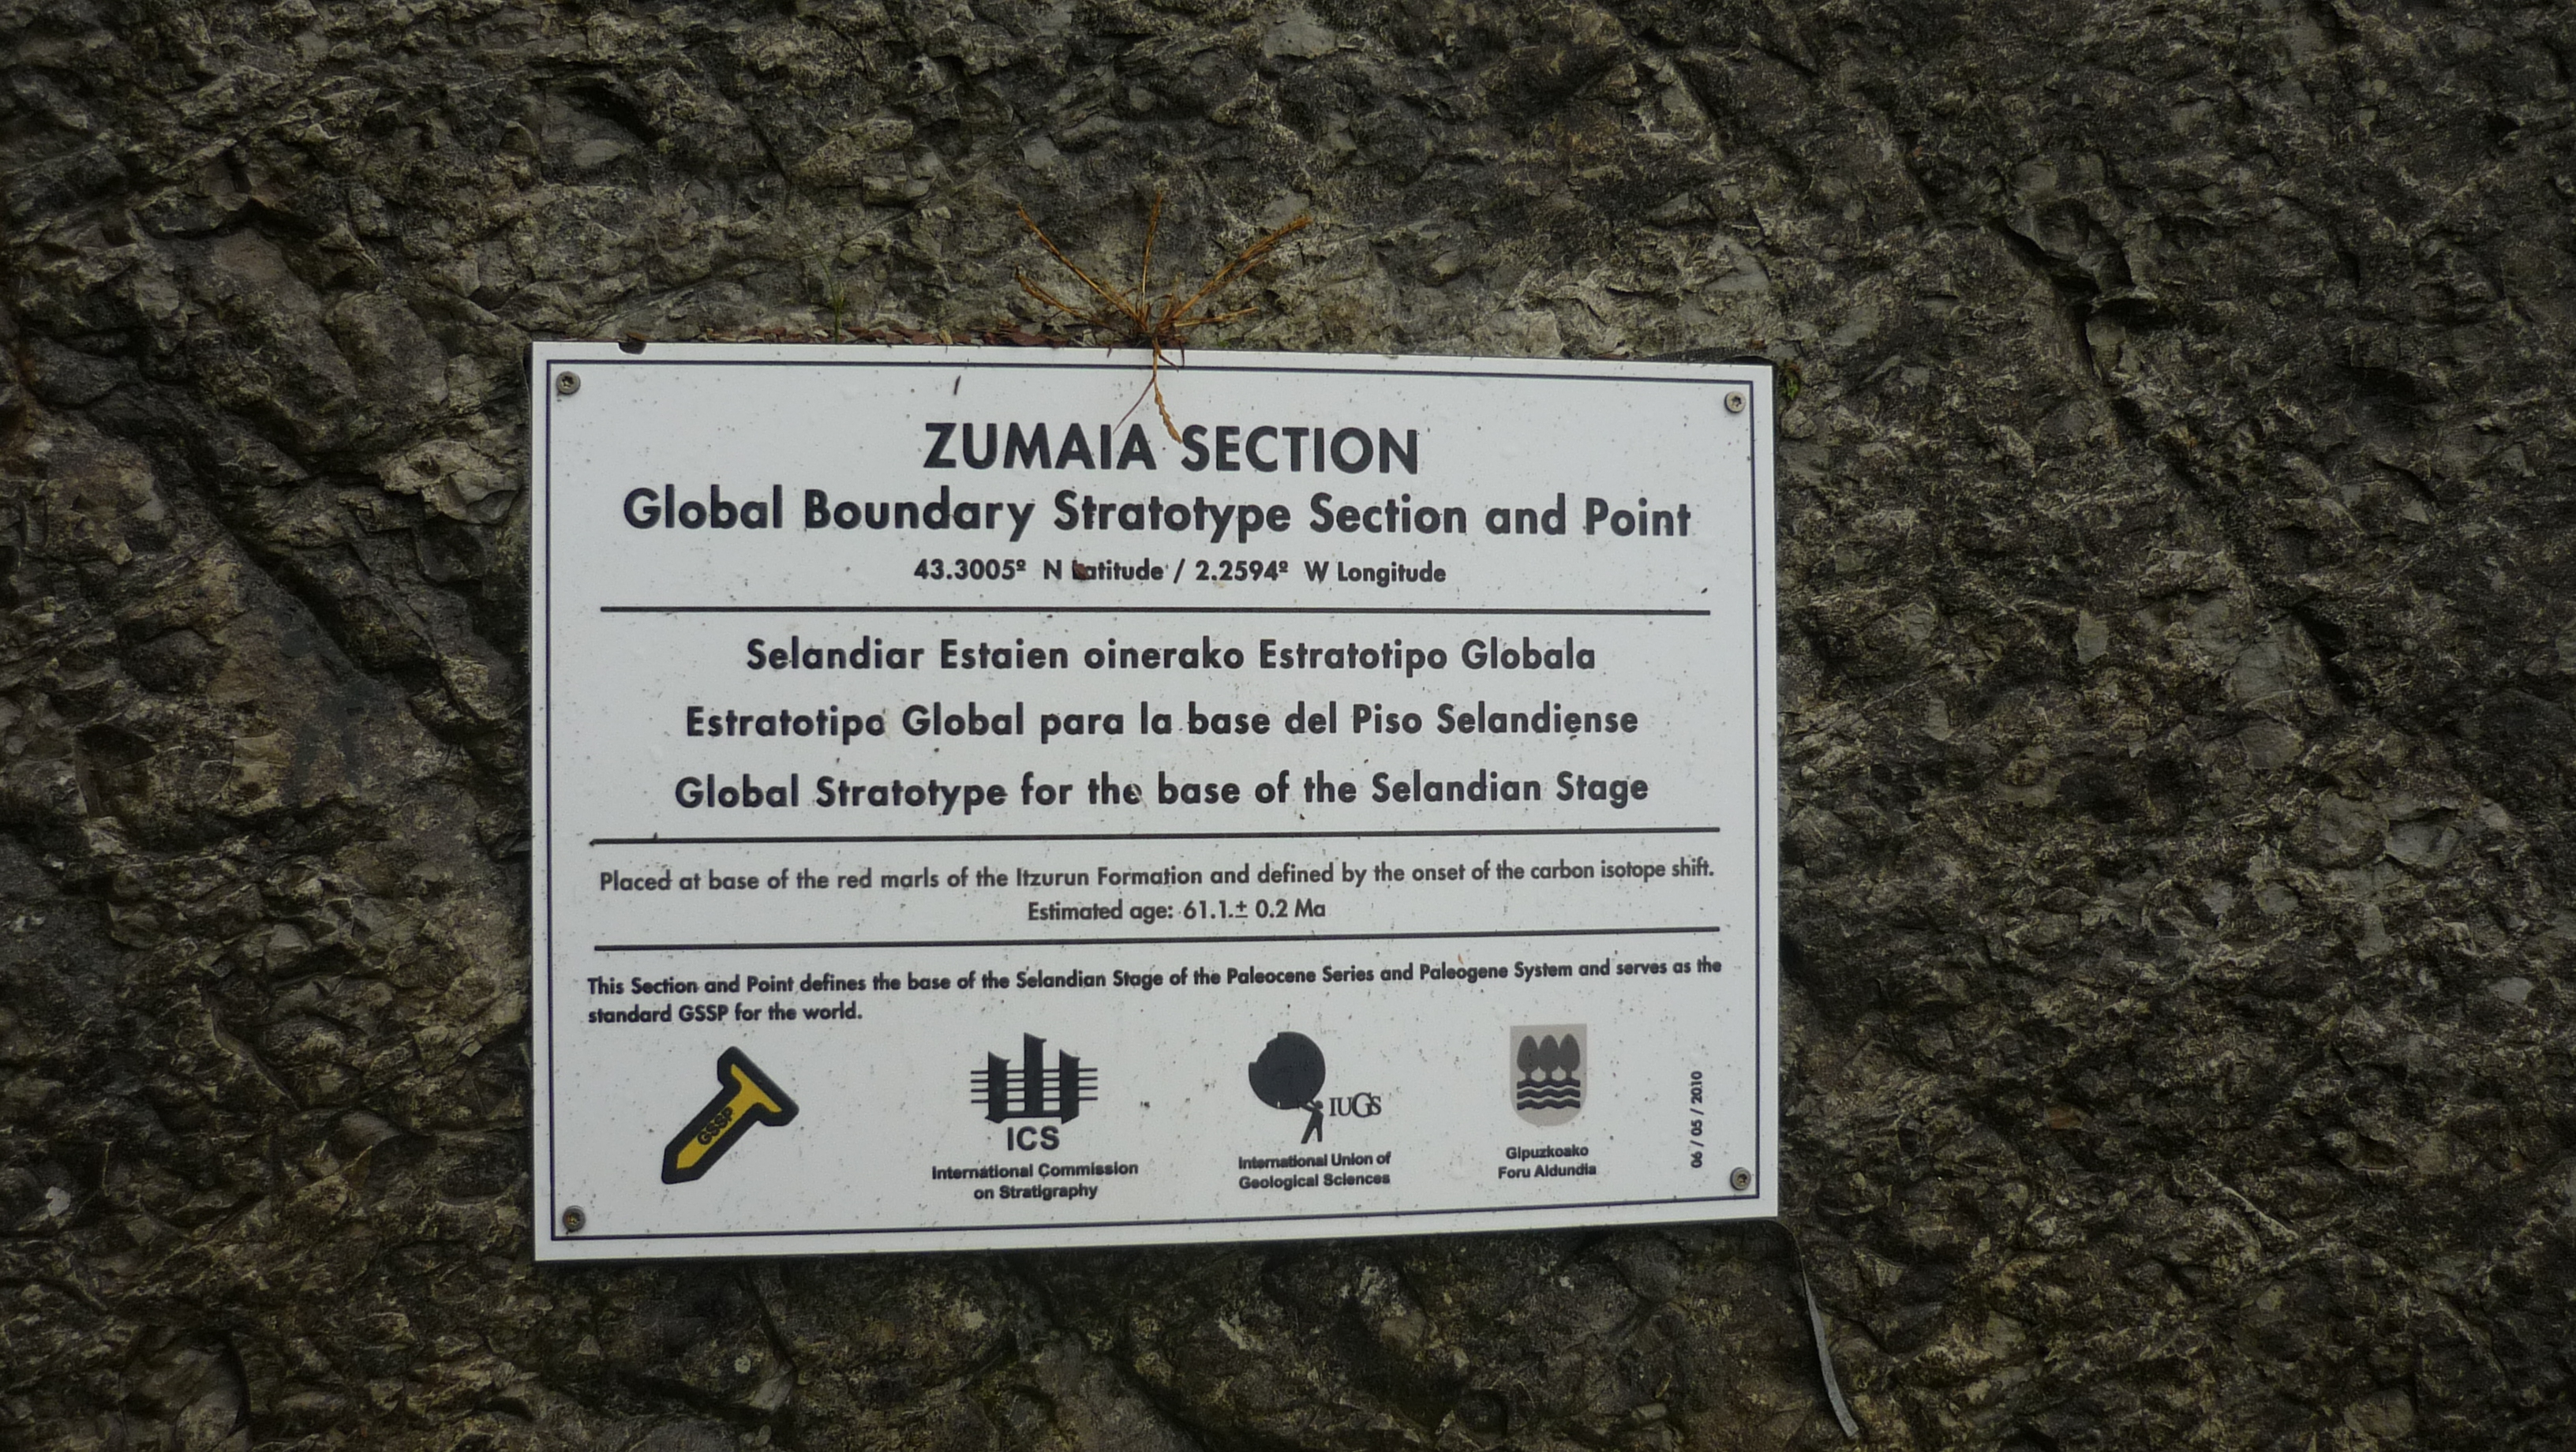 ZUMAIA SECTION
Global Boundary Stratotype Section and Point
43.3005º N Latitude / 2.2594º W Longitude
Selandiar Estaien oinerako Estratotipo Globala
Estratotipo Global para la base del Piso Selandiense
Global Stratotype for the base of the Selandian Stage
Placed at base of the red marls of the Itzurun Formation and defined by the onset of the carbon isotope shift.
Estimated age: 61.1.± 0.2 Ma
This Section and Point defines the base of the Selandian Stage of the Paleocene Series and Paleogene System and serves as the
standard GSSP for the world.
GSSP
ICS
International Commission
on Stratigraphy
IUGS
International Union of
Geological Sciences
Gipuzkoako
Foru Aldundia
06 / 05 / 2010